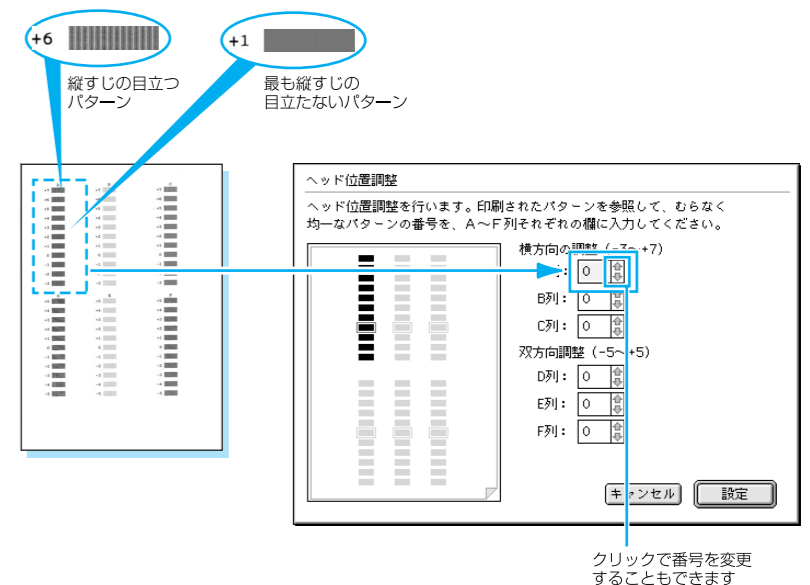 +6
+1
縦すじの目立つ
パターン
最も縦すじの
目立たないパターン
ヘッド位置調整
ヘッド位置調整を行います。印刷されたパターンを参照して、むらなく
均一なパターンの番号を、A～F列それぞれの欄に入力してください。
横方向の調整（-3～+7）
: 0
B列： 0
C列： 0
双方向調整（-5～+5）
D列： 0
E列： 0
F列： 0
キャンセル 設定
クリックで番号を変更
することもできます